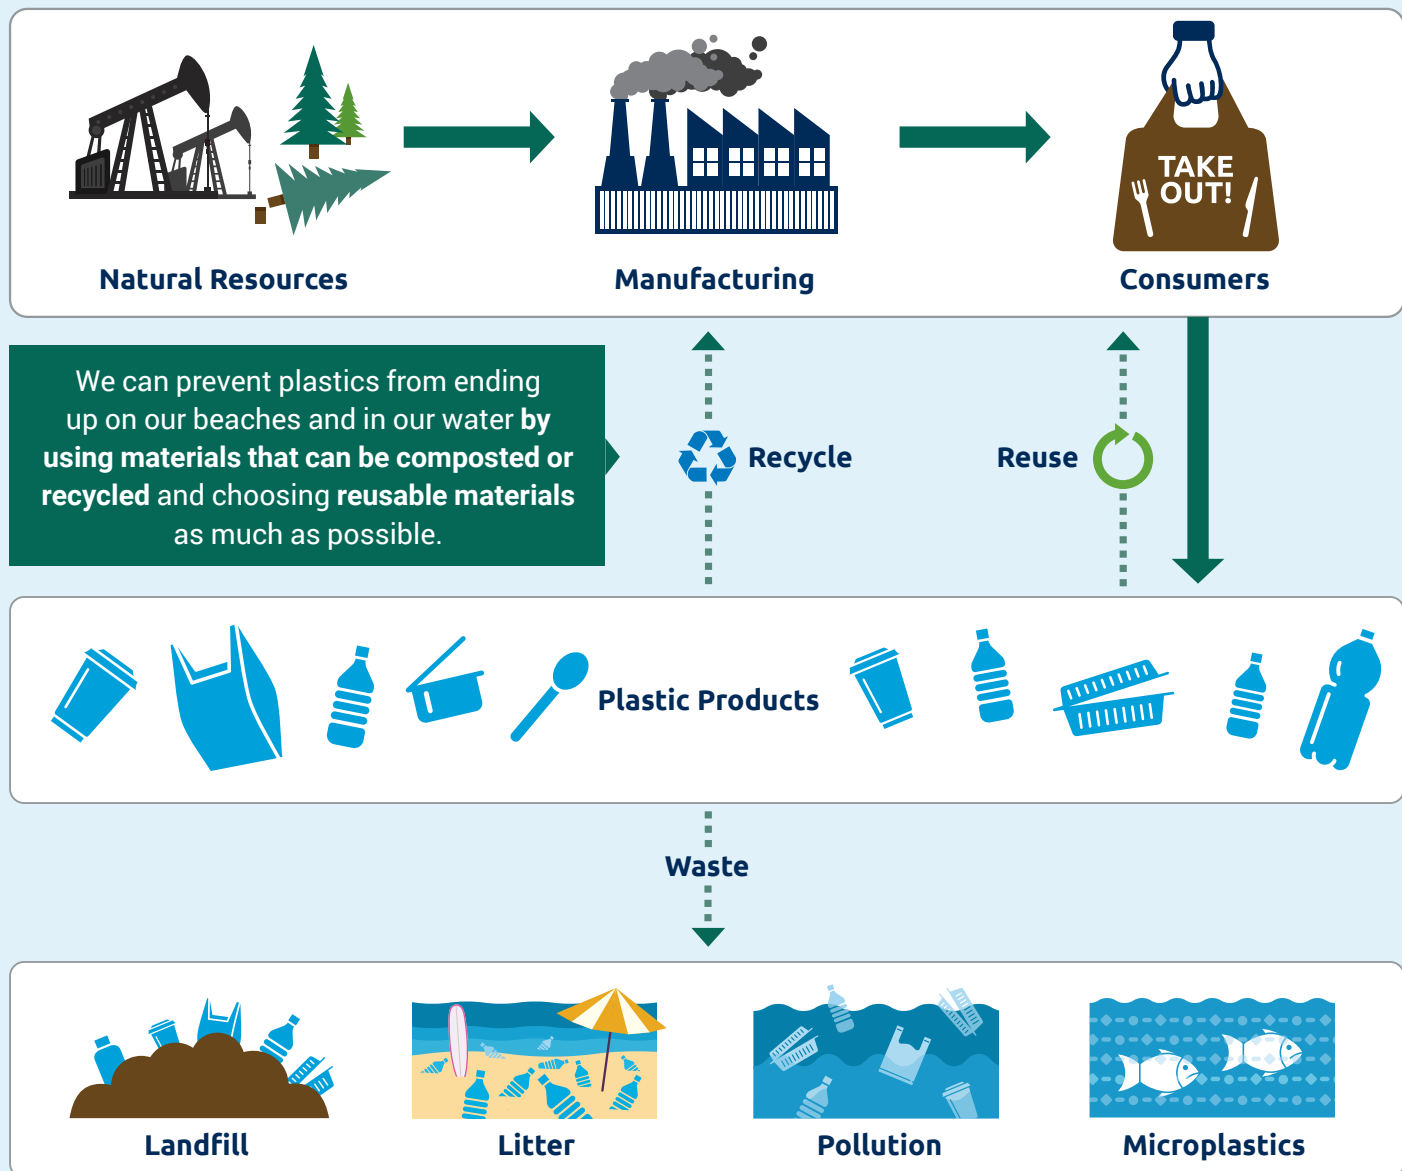 TAKE
OUT!
Natural Resources
Manufacturing
Consumers
We can prevent plastics from ending
up on our beaches and in our water by
using materials that can be composted or
recycled and choosing reusable materials
as much as possible.
Recycle
Reuse
Plastic Products
Waste
Landfill
Litter
Pollution
Microplastics